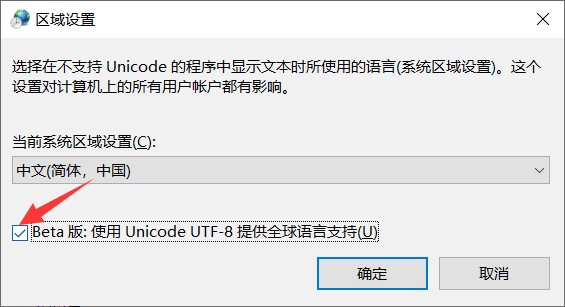 区域设置
选择在不支持 Unicode 的程序中显示文本时所使用的语言(系统区域设置)。这个
设置对计算机上的所有用户帐户都有影响。
当前系统区域设置(C):
中文(简体，中国)
Beta 版: 使用 Unicode UTF-8 提供全球语言支持(U)
确定
取消